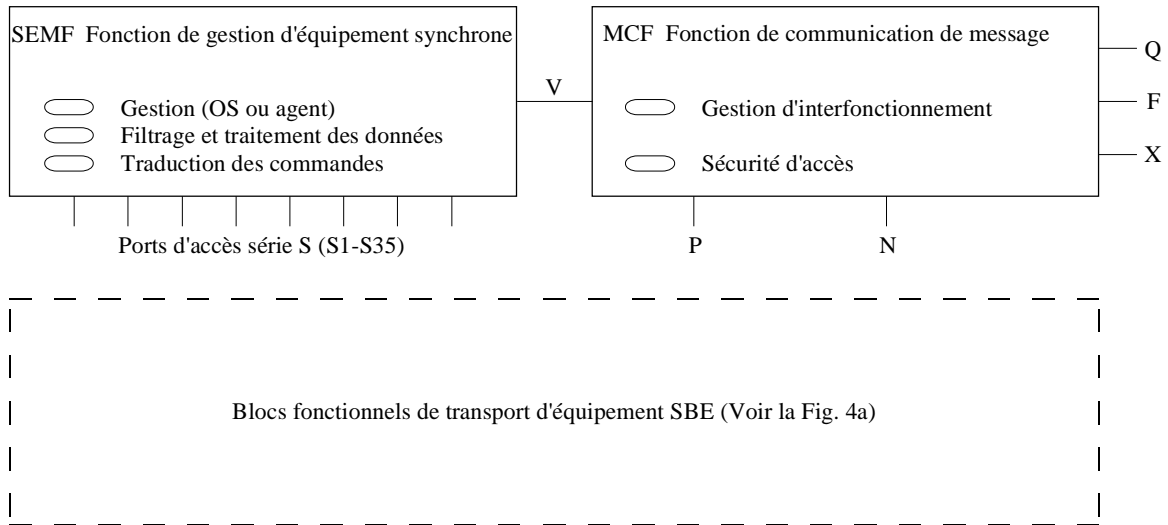 SEMF Fonction de gestion d'équipement synchrone
Gestion (OS ou agent)
Filtrage et traitement des données
Traduction des commandes
V
MCF Fonction de communication de message
Gestion d'interfonctionnement
Sécurité d'accès
Q
F
X
Ports d'accès série S (S1-S35)
P
N
Blocs fonctionnels de transport d'équipement SBE (Voir la Fig. 4a)